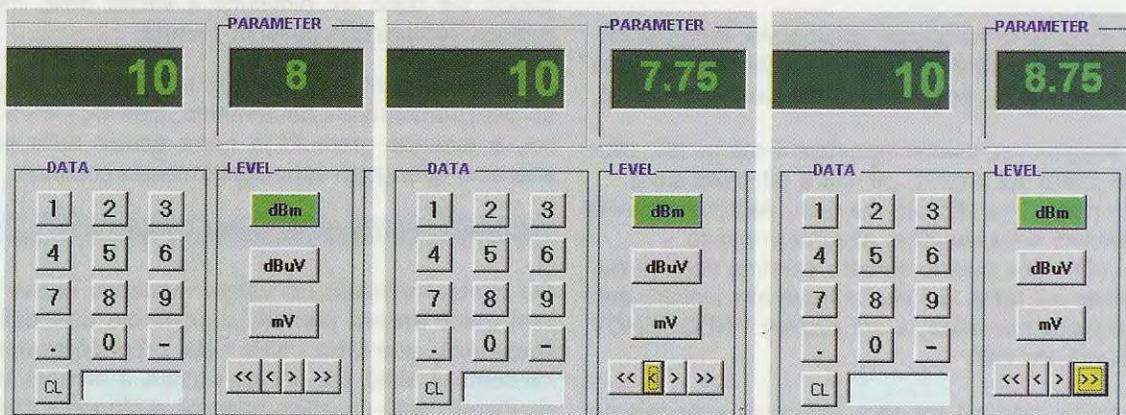 PARAMETER
10
8
DATA
LEVEL
1 2 3
dBm
4 5 6
dBuV
7 8 9
mV
. 0 -
CL
<< < > >>
PARAMETER
10
7.75
DATA
LEVEL
1 2 3
dBm
4 5 6
dBuV
7 8 9
mV
. 0 -
CL
<< < > >>
PARAMETER
10
8.75
DATA
LEVEL
1 2 3
dBm
4 5 6
dBuV
7 8 9
mV
. 0 -
CL
<< < > >>